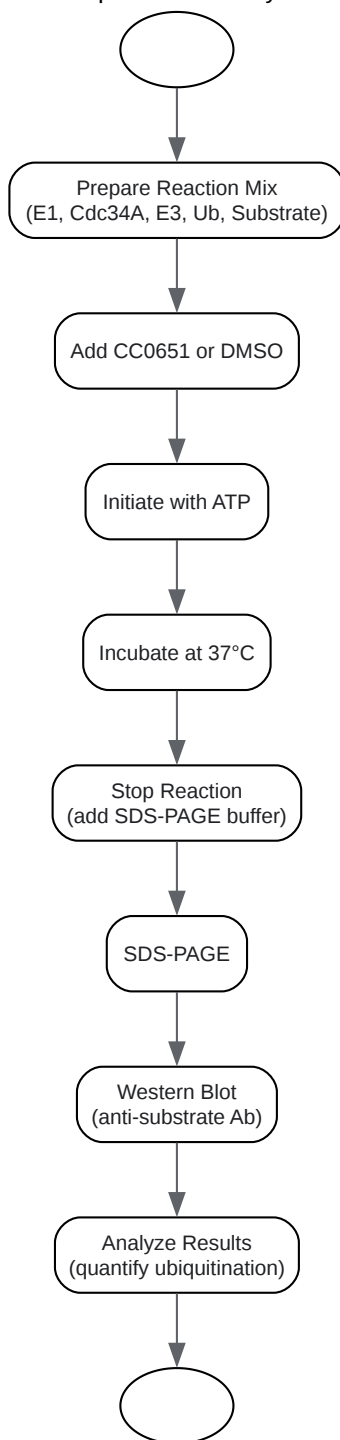 Prepare Reaction Mix
(E1, Cdc34A, E3, Ub, Substrate)
Add CC0651 or DMSO
Initiate with ATP
Incubate at 37°C
Stop Reaction
(add SDS-PAGE buffer)
SDS-PAGE
Western Blot
(anti-substrate Ab)
Analyze Results
(quantify ubiquitination)